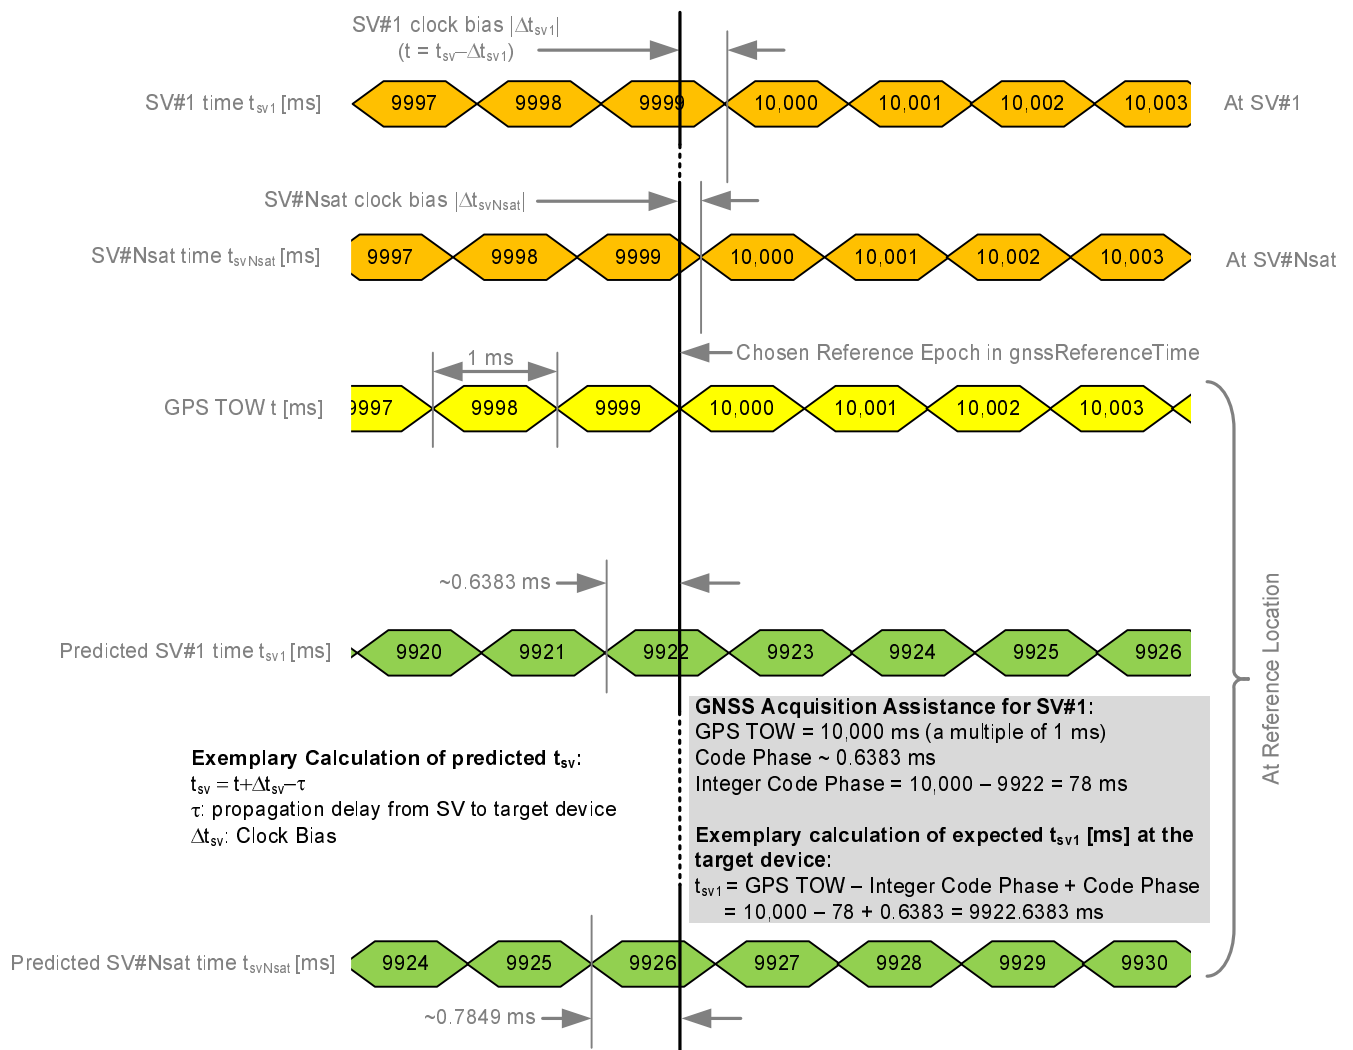 SV#1 clock bias |Δtsv1|
(t = tsv–Δtsv1)
SV#1 time tsv1 [ms]
9997 9998 9999 10,000 10,001 10,002 10,003
At SV#1
SV#Nsat clock bias |ΔtsvNsat|
SV#Nsat time tsvNsat [ms]
9997 9998 9999 10,000 10,001 10,002 10,003
At SV#Nsat
Chosen Reference Epoch in gnssReferenceTime
1 ms
GPS TOW t [ms]
9997 9998 9999 10,000 10,001 10,002 10,003
~0.6383 ms
Predicted SV#1 time tsv1 [ms]
9920 9921 9922 9923 9924 9925 9926
At Reference Location
GNSS Acquisition Assistance for SV#1:
GPS TOW = 10,000 ms (a multiple of 1 ms)
Code Phase ~ 0.6383 ms
Integer Code Phase = 10,000 – 9922 = 78 ms
Exemplary calculation of expected tsv1 [ms] at the
target device:
tsv1 = GPS TOW – Integer Code Phase + Code Phase
= 10,000 – 78 + 0.6383 = 9922.6383 ms
Exemplary Calculation of predicted tsv:
tsv = t+Δtsv–τ
τ: propagation delay from SV to target device
Δtsv: Clock Bias
Predicted SV#Nsat time tsvNsat [ms]
9924 9925 9926 9927 9928 9929 9930
~0.7849 ms